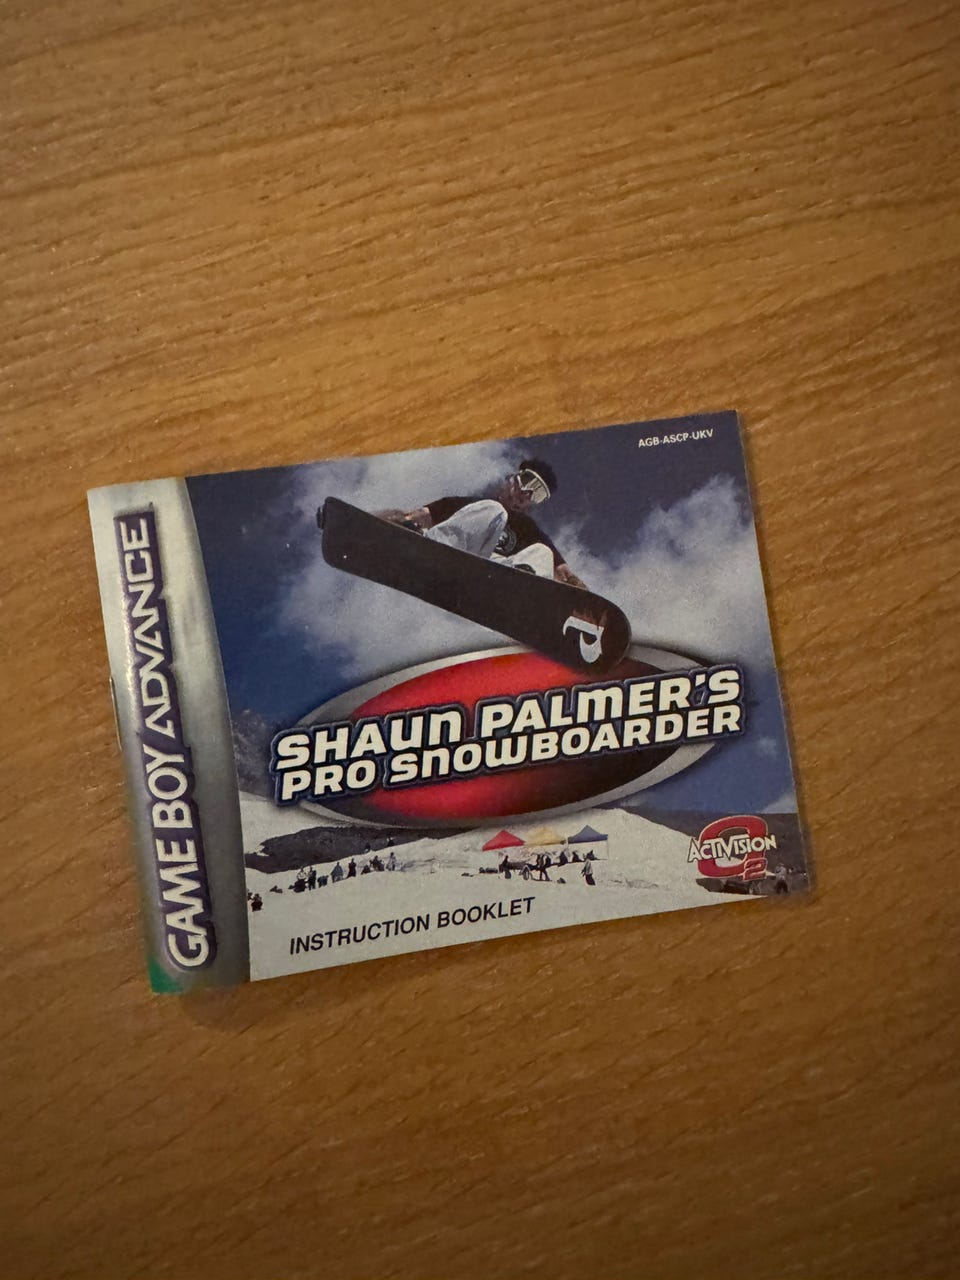 AGB-ASCP-UKV
GAME BOY ADVANCE
P
SHAUN PALMER'S
PRO SNOWBOARDER
ACTIVISION
O2
INSTRUCTION BOOKLET